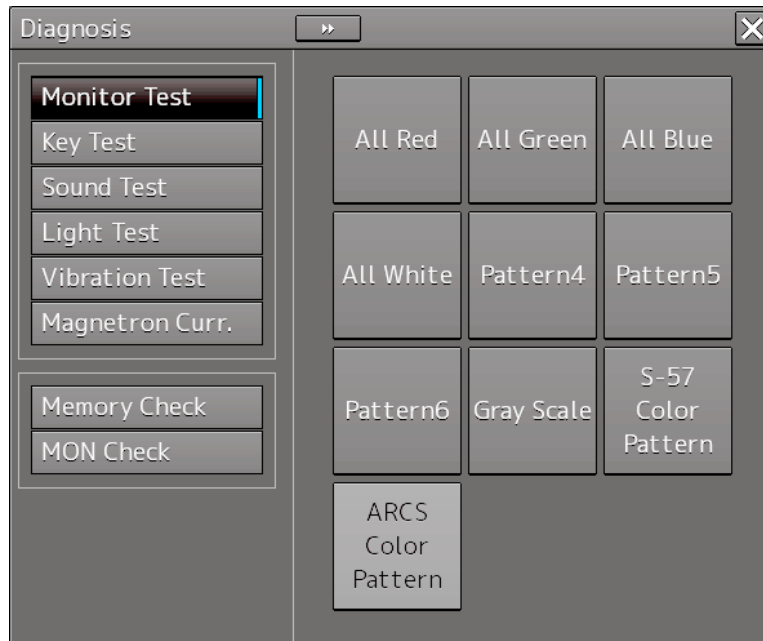 Diagnosis
Monitor Test
Key Test
Sound Test
Light Test
Vibration Test
Magnetron Curr.
Memory Check
MON Check
All Red
All Green
All Blue
All White
Pattern4
Pattern5
Pattern6
Gray Scale
S-57
Color
Pattern
ARCS
Color
Pattern